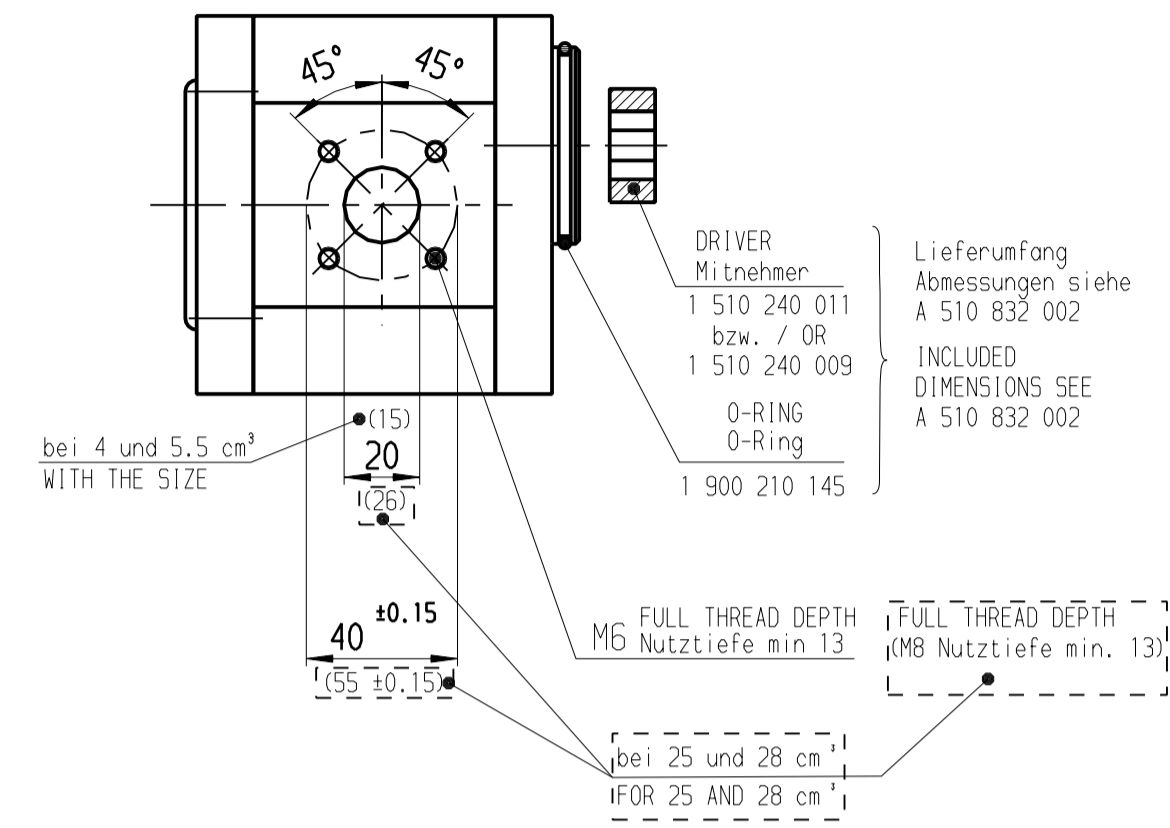 45° 45°
DRIVER
Mitnehmer
1 510 240 011
bzw. / OR
1 510 240 009
O-RING
O-Ring
1 900 210 145
Lieferumfang
Abmessungen siehe
A 510 832 002
INCLUDED
DIMENSIONS SEE
A 510 832 002
bei 4 und 5.5 cm³
WITH THE SIZE
(15)
20
(26)
40 ±0.15
(55 ±0.15)
M6 FULL THREAD DEPTH
Nutztiefe min 13
FULL THREAD DEPTH
(M8 Nutztiefe min. 13)
bei 25 und 28 cm³
FOR 25 AND 28 cm³